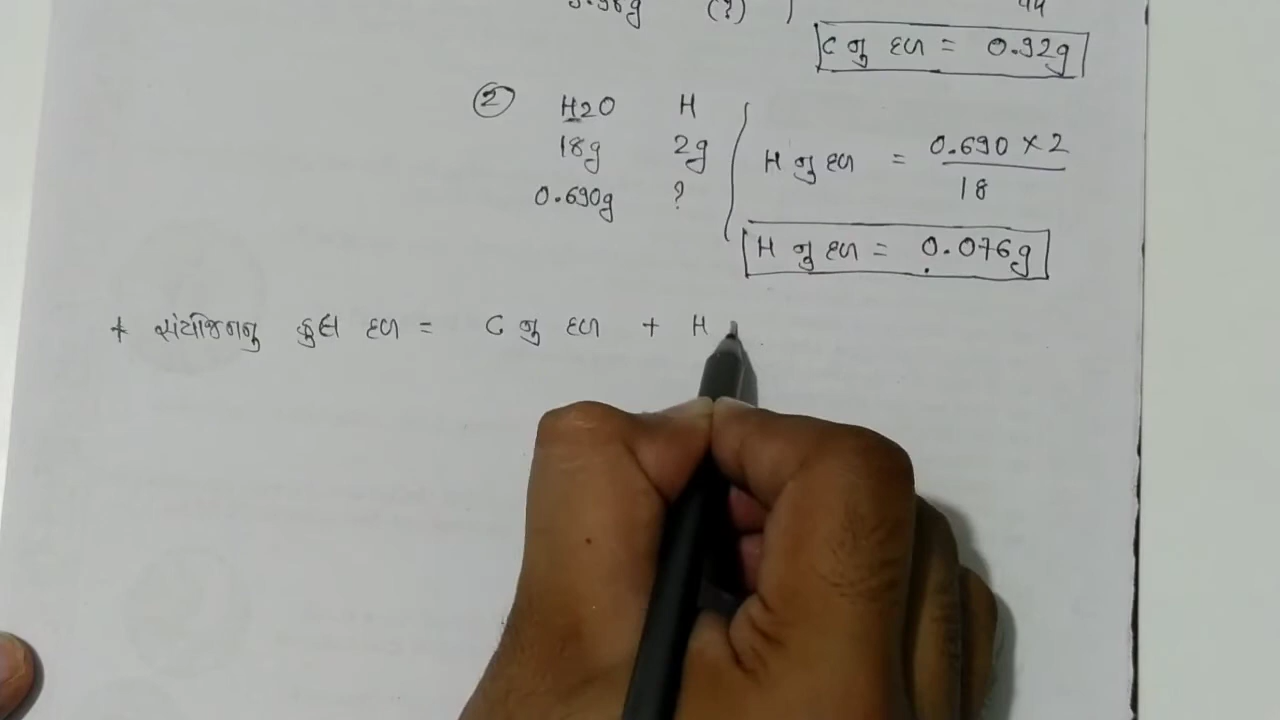 (?)
44
C નુ દળ = 0.92g
② H2O H
18g 2g
0.690g ?
H નુ દળ = 0.690 × 2
18
H નુ દળ = 0.076g
* સંયોજનનુ કુલ દળ = C નુ દળ + H